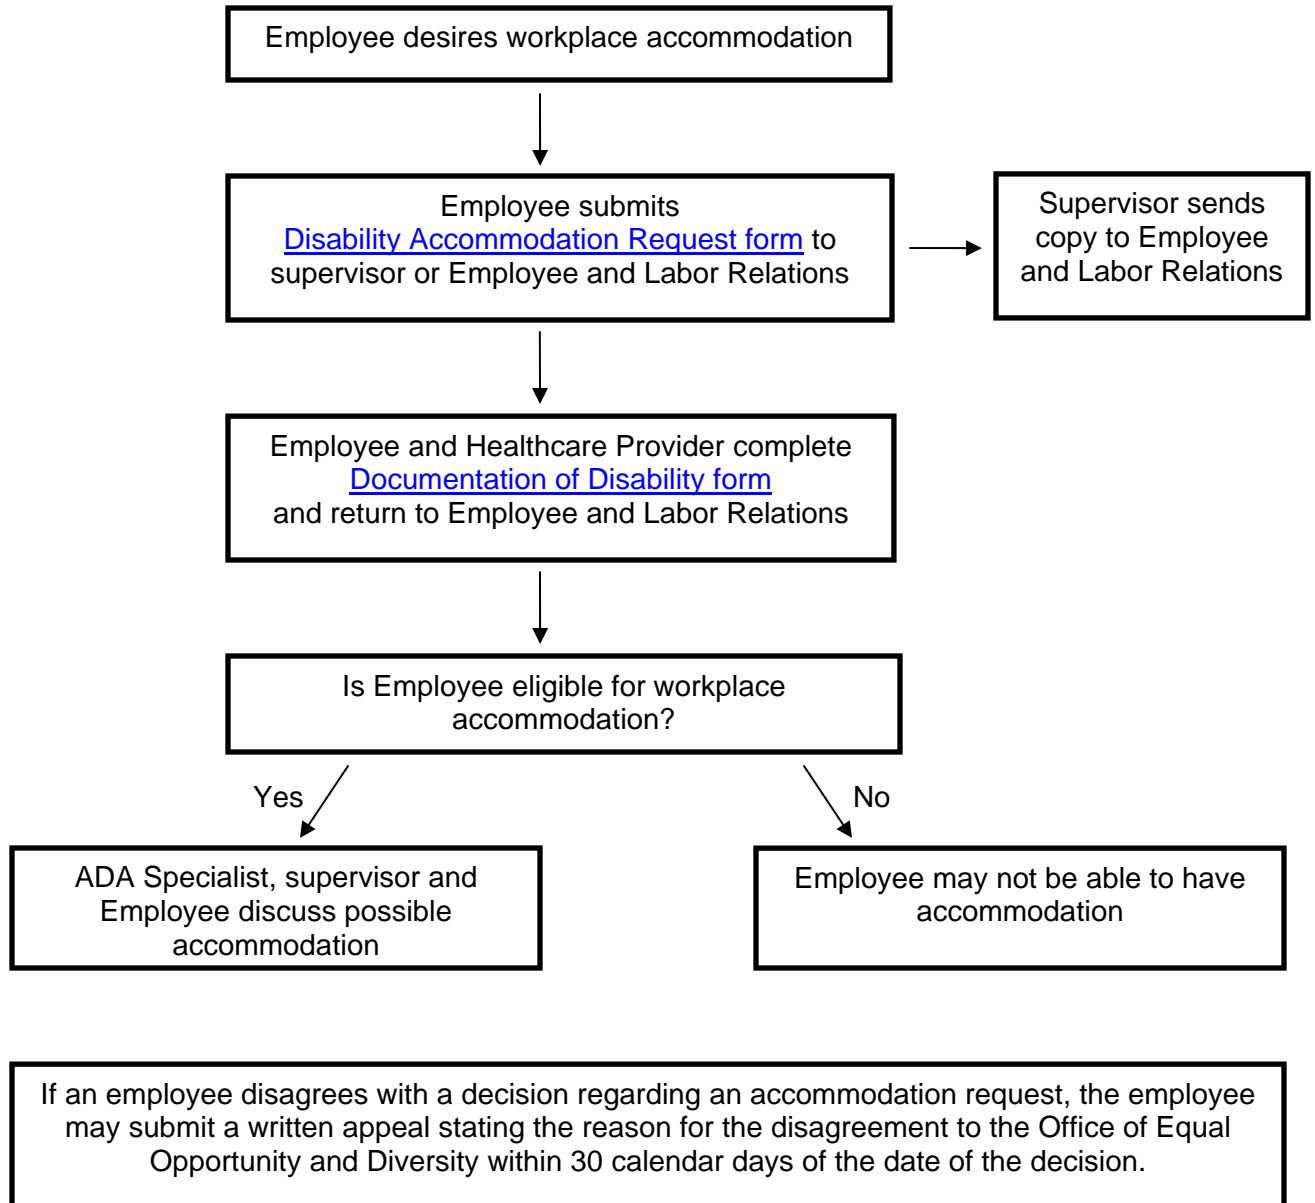 Employee desires workplace accommodation
Employee submits
Disability Accommodation Request form to
supervisor or Employee and Labor Relations
Supervisor sends
copy to Employee
and Labor Relations
Employee and Healthcare Provider complete
Documentation of Disability form
and return to Employee and Labor Relations
Is Employee eligible for workplace
accommodation?
Yes
No
ADA Specialist, supervisor and
Employee discuss possible
accommodation
Employee may not be able to have
accommodation
If an employee disagrees with a decision regarding an accommodation request, the employee
may submit a written appeal stating the reason for the disagreement to the Office of Equal
Opportunity and Diversity within 30 calendar days of the date of the decision.